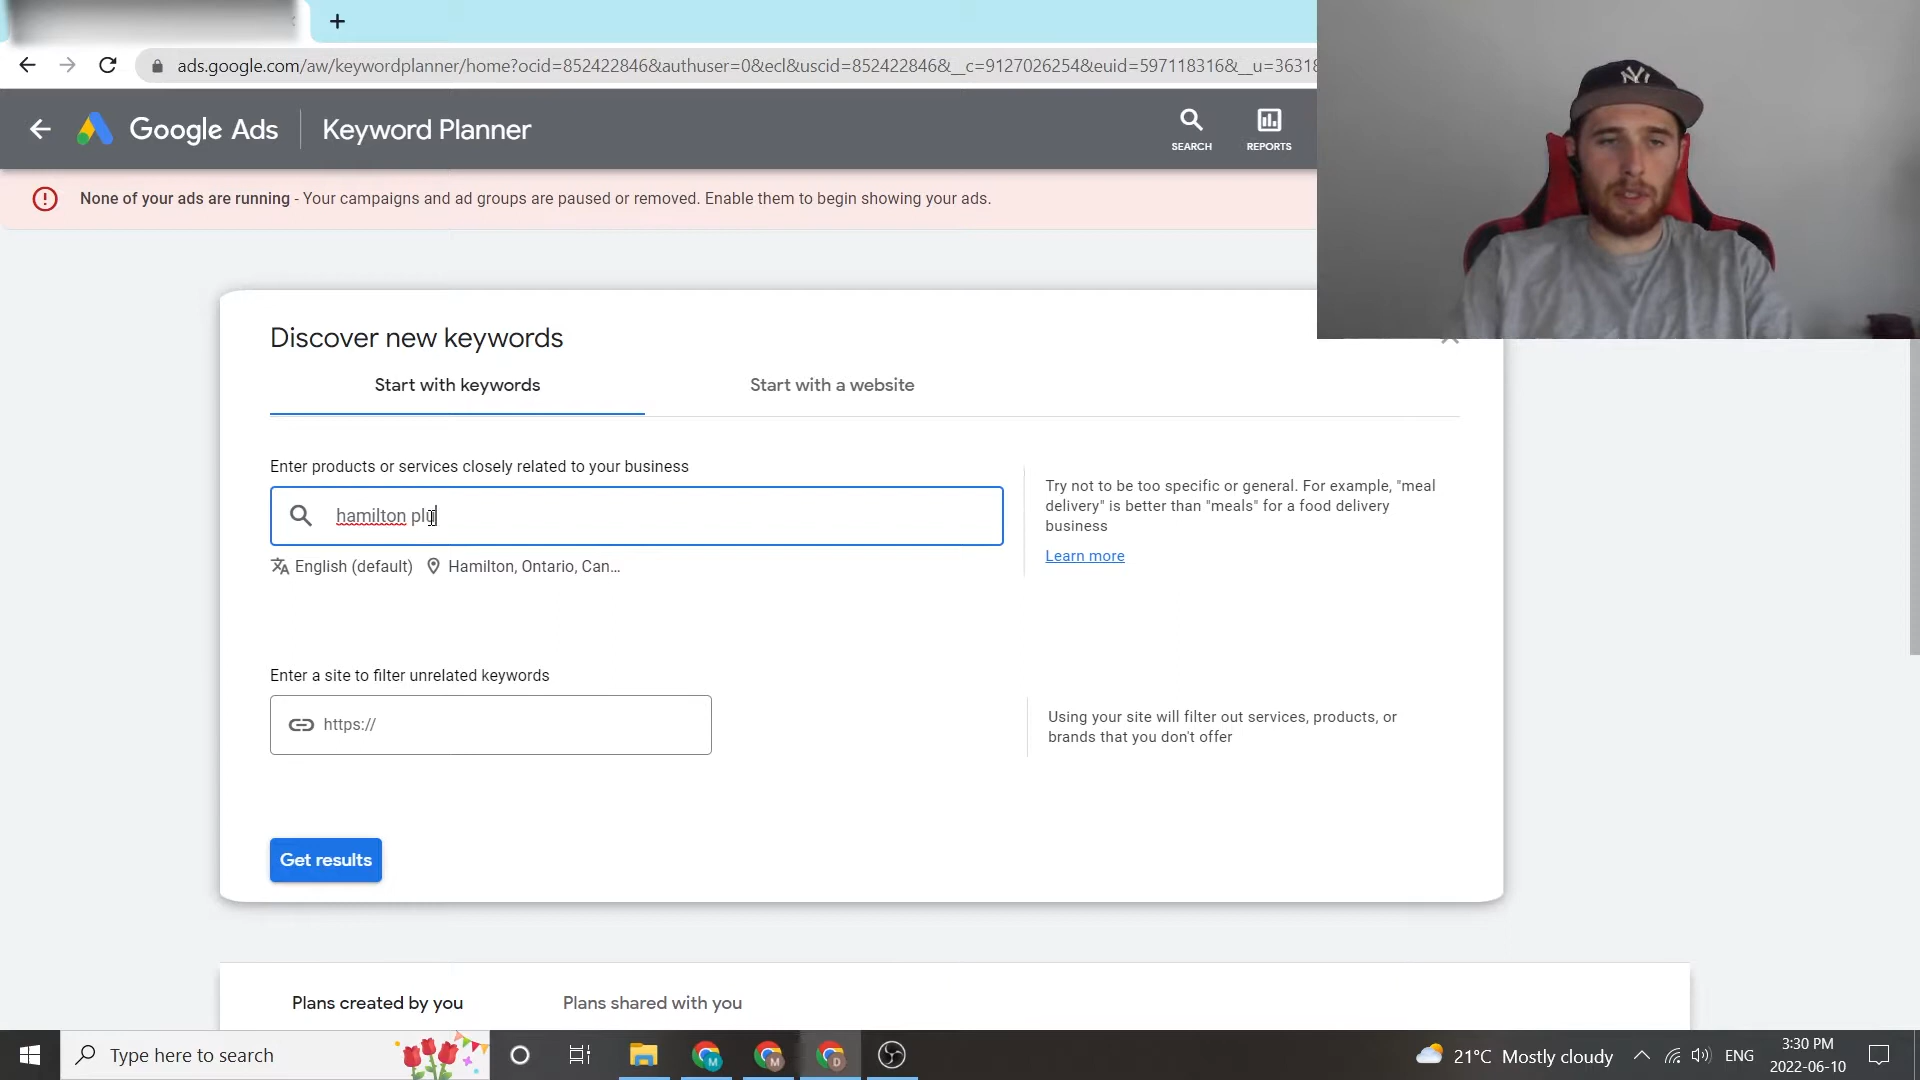 ads.google.com/aw/keywordplanner/home?ocid=852422846&authuser=0&ecl&uscid=852422846&__c=9127026254&euid=597118316&__u=36318
Google Ads
Keyword Planner
SEARCH
REPORTS
None of your ads are running - Your campaigns and ad groups are paused or removed. Enable them to begin showing your ads.
Discover new keywords
Start with keywords
Start with a website
Enter products or services closely related to your business
hamilton plu
English (default)
Hamilton, Ontario, Can...
Try not to be too specific or general. For example, "meal
delivery" is better than "meals" for a food delivery
business
Learn more
Enter a site to filter unrelated keywords
https://
Using your site will filter out services, products, or
brands that you don't offer
Get results
Plans created by you
Plans shared with you
Type here to search
21°C Mostly cloudy
ENG
3:30 PM
2022-06-10